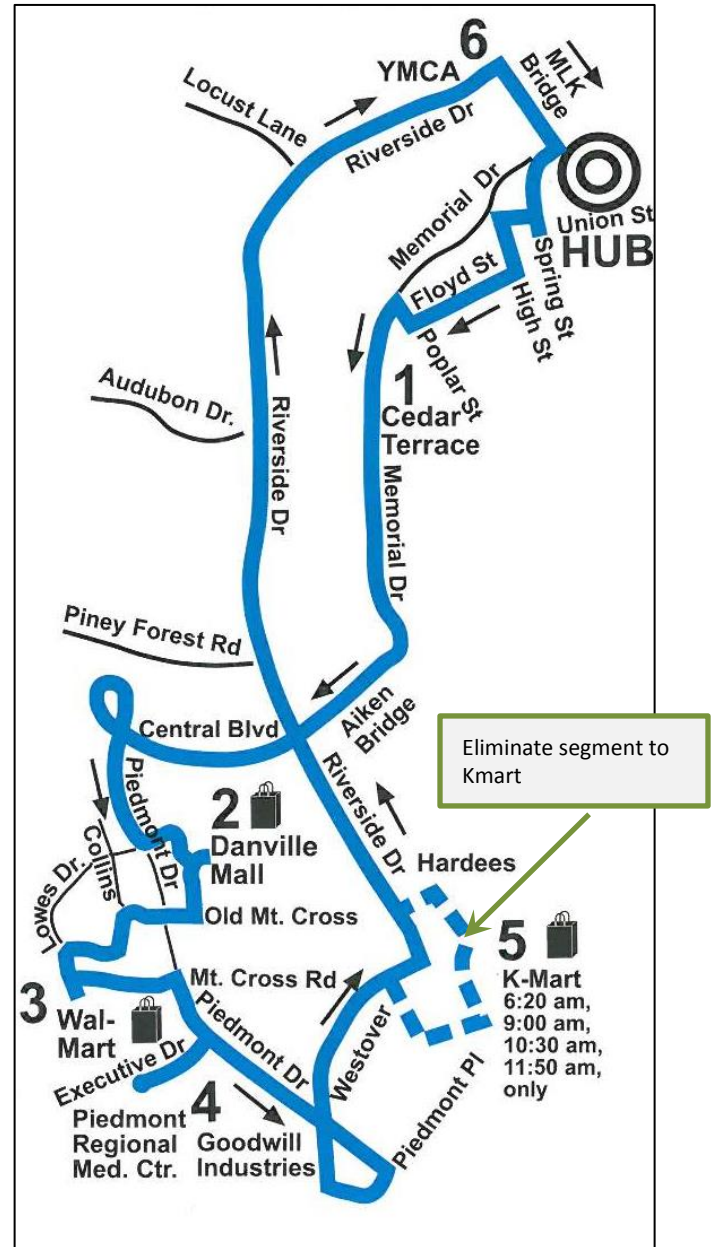 6
YMCA
MLK
Bridge
Locust Lane
Riverside Dr
Memorial Dr
Union St
HUB
Spring St
High St
Floyd St
Poplar St
1
Cedar
Terrace
Audubon Dr.
Riverside Dr
Memorial Dr
Piney Forest Rd
Aiken
Bridge
Central Blvd
Eliminate segment to
Kmart
Riverside Dr
Piedmont Dr
2
Danville
Mall
Hardees
Collins
Lowes Dr.
Old Mt. Cross
5
K-Mart
6:20 am,
9:00 am,
10:30 am,
11:50 am,
only
Mt. Cross Rd
3
Wal-
Mart
Piedmont Dr
Westover
Piedmont Pl
Executive Dr
Piedmont
Regional
Med. Ctr.
4
Goodwill
Industries